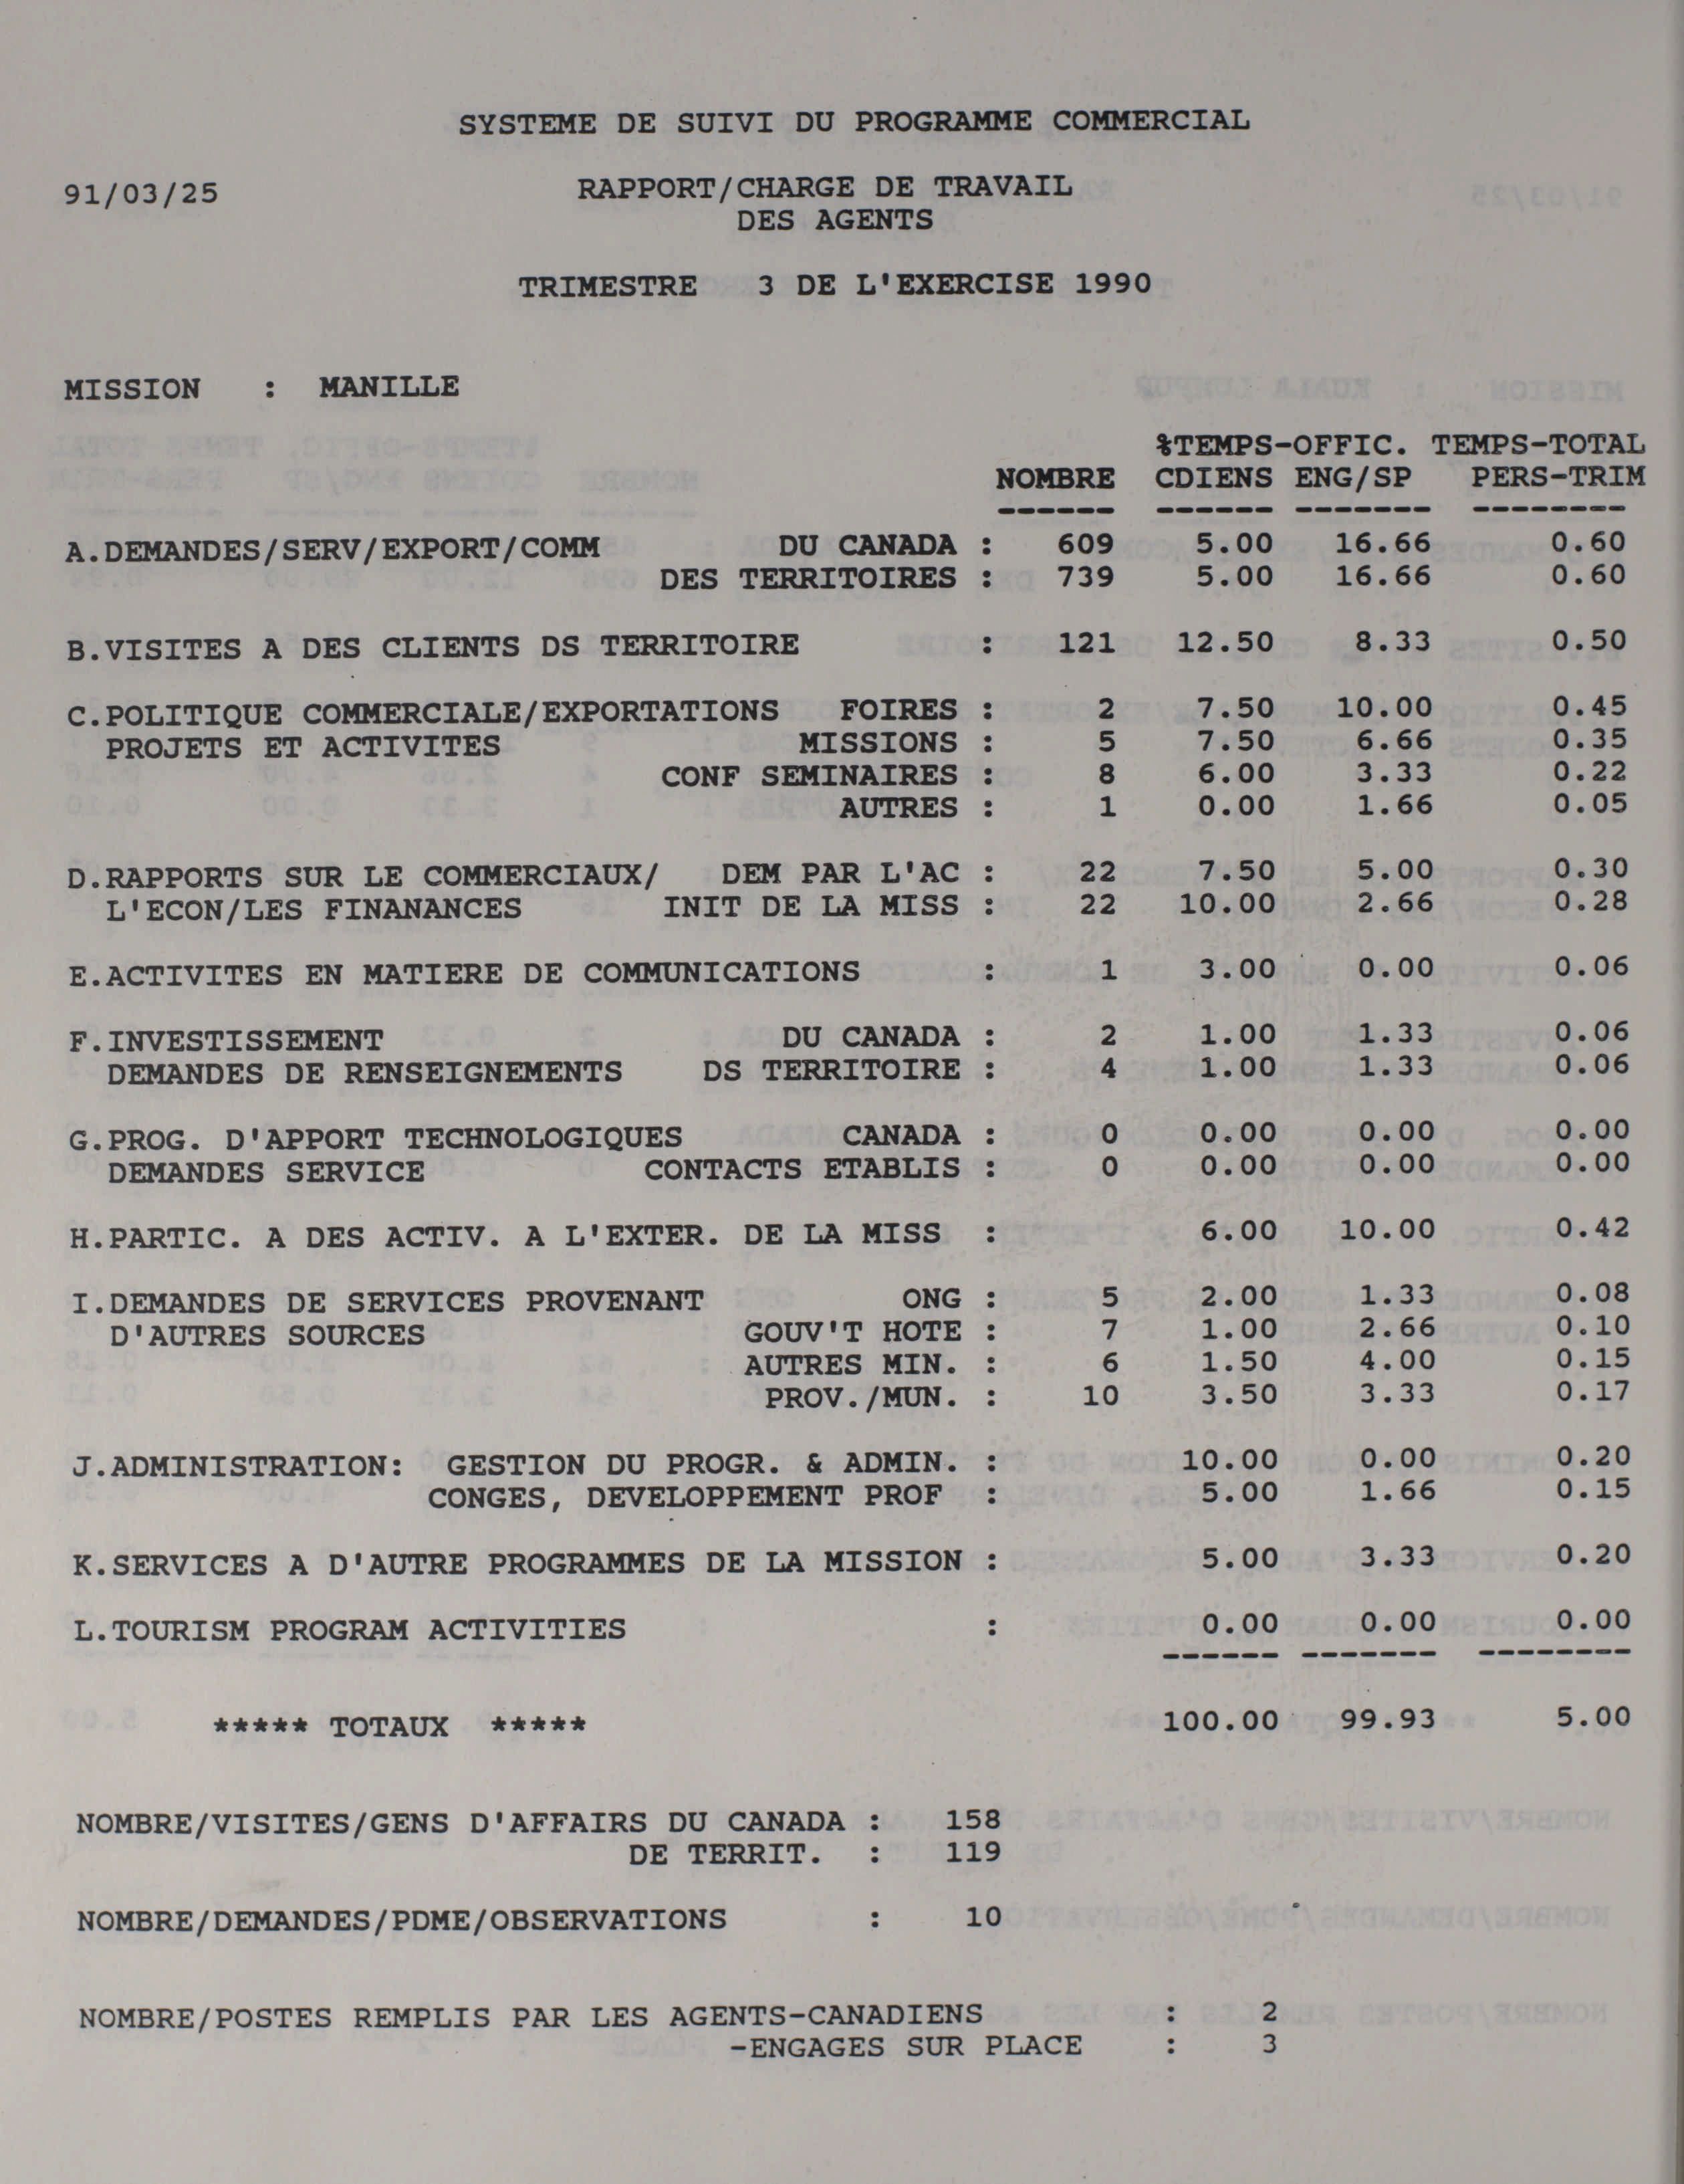 SYSTEME DE SUIVI DU PROGRAMME COMMERCIAL
91/03/25 RAPPORT/CHARGE DE TRAVAIL
DES AGENTS
TRIMESTRE 3 DE L'EXERCISE 1990
MISSION : MANILLE
%TEMPS-OFFIC. TEMPS-TOTAL
NOMBRE CDIENS ENG/SP PERS-TRIM
------ ------ ------- --------
A.DEMANDES/SERV/EXPORT/COMM DU CANADA : 609 5.00 16.66 0.60
DES TERRITOIRES : 739 5.00 16.66 0.60
B.VISITES A DES CLIENTS DS TERRITOIRE : 121 12.50 8.33 0.50
C.POLITIQUE COMMERCIALE/EXPORTATIONS FOIRES : 2 7.50 10.00 0.45
PROJETS ET ACTIVITES MISSIONS : 5 7.50 6.66 0.35
CONF SEMINAIRES : 8 6.00 3.33 0.22
AUTRES : 1 0.00 1.66 0.05
D.RAPPORTS SUR LE COMMERCIAUX/ DEM PAR L'AC : 22 7.50 5.00 0.30
L'ECON/LES FINANANCES INIT DE LA MISS : 22 10.00 2.66 0.28
E.ACTIVITES EN MATIERE DE COMMUNICATIONS : 1 3.00 0.00 0.06
F.INVESTISSEMENT DU CANADA : 2 1.00 1.33 0.06
DEMANDES DE RENSEIGNEMENTS DS TERRITOIRE : 4 1.00 1.33 0.06
G.PROG. D'APPORT TECHNOLOGIQUES CANADA : 0 0.00 0.00 0.00
DEMANDES SERVICE CONTACTS ETABLIS : 0 0.00 0.00 0.00
H.PARTIC. A DES ACTIV. A L'EXTER. DE LA MISS : 6.00 10.00 0.42
I.DEMANDES DE SERVICES PROVENANT ONG : 5 2.00 1.33 0.08
D'AUTRES SOURCES GOUV'T HOTE : 7 1.00 2.66 0.10
AUTRES MIN. : 6 1.50 4.00 0.15
PROV./MUN. : 10 3.50 3.33 0.17
J.ADMINISTRATION: GESTION DU PROGR. & ADMIN. : 10.00 0.00 0.20
CONGES, DEVELOPPEMENT PROF : 5.00 1.66 0.15
K.SERVICES A D'AUTRE PROGRAMMES DE LA MISSION : 5.00 3.33 0.20
L.TOURISM PROGRAM ACTIVITIES : 0.00 0.00 0.00
------ ------- --------
***** TOTAUX ***** 100.00 99.93 5.00
NOMBRE/VISITES/GENS D'AFFAIRS DU CANADA : 158
DE TERRIT. : 119
NOMBRE/DEMANDES/PDME/OBSERVATIONS : 10
NOMBRE/POSTES REMPLIS PAR LES AGENTS-CANADIENS : 2
-ENGAGES SUR PLACE : 3